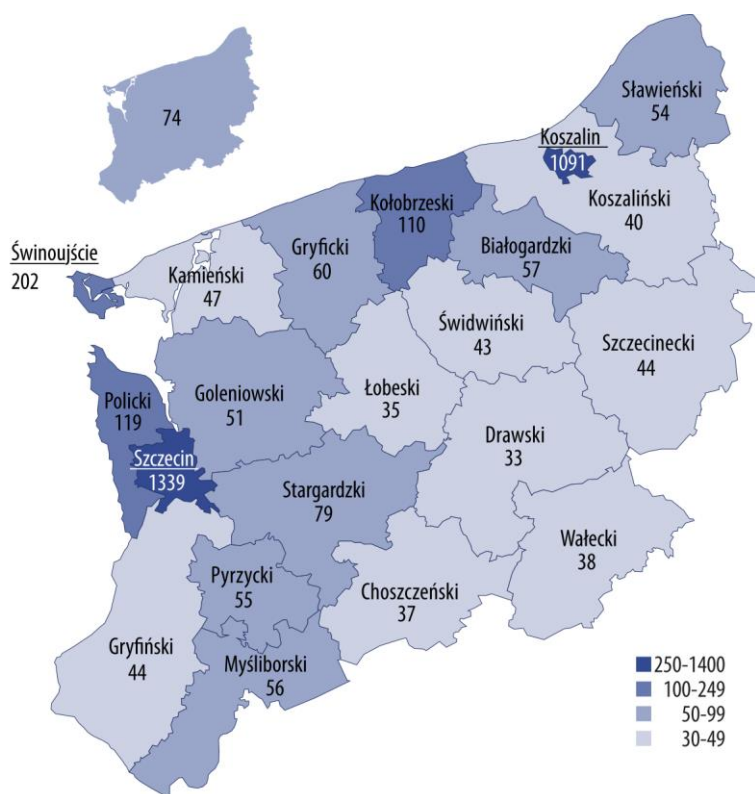 74
Sławieński
54
Koszalin
1091
Koszaliński
40
Kołobrzeski
110
Białogardzki
57
Gryficki
60
Świnoujście
202
Kamieński
47
Świdwiński
43
Szczecinecki
44
Goleniowski
51
Łobeski
35
Policki
119
Szczecin
1339
Drawski
33
Stargardzki
79
Wałecki
38
Pyrzycki
55
Choszczeński
37
Gryfiński
44
Myśliborski
56
250-1400
100-249
50-99
30-49